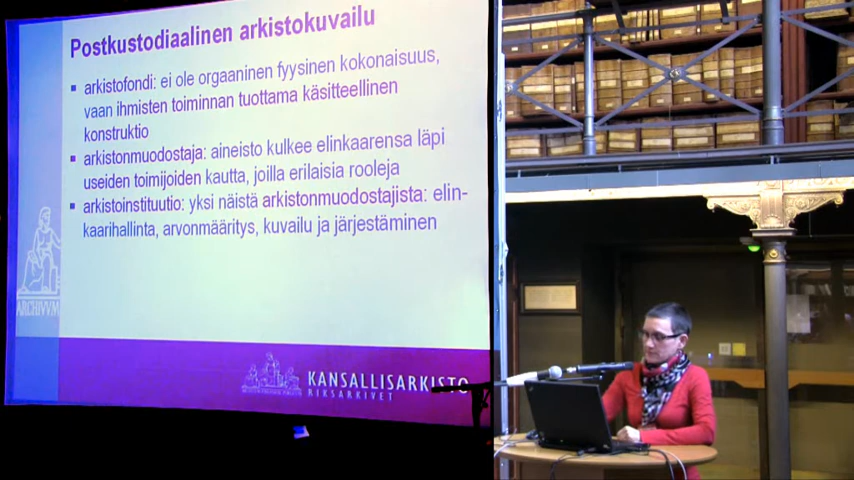 Postkustodiaalinen arkistokuvailu
▪ arkistofondi: ei ole orgaaninen fyysinen kokonaisuus,
vaan ihmisten toiminnan tuottama käsitteellinen
konstruktio
▪ arkistonmuodostaja: aineisto kulkee elinkaarensa läpi
useiden toimijoiden kautta, joilla erilaisia rooleja
▪ arkistoinstituutio: yksi näistä arkistonmuodostajista: elin-
kaarihallinta, arvonmääritys, kuvailu ja järjestäminen
ARCHIVVM
KANSALLISARKISTO
RIKSARKIVET